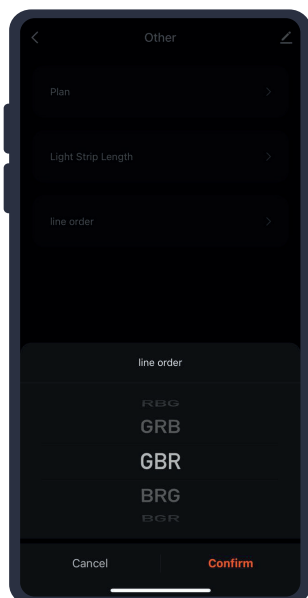 Other
Plan
Light Strip Length
line order
line order
RBG
GRB
GBR
BRG
BGR
Cancel
Confirm